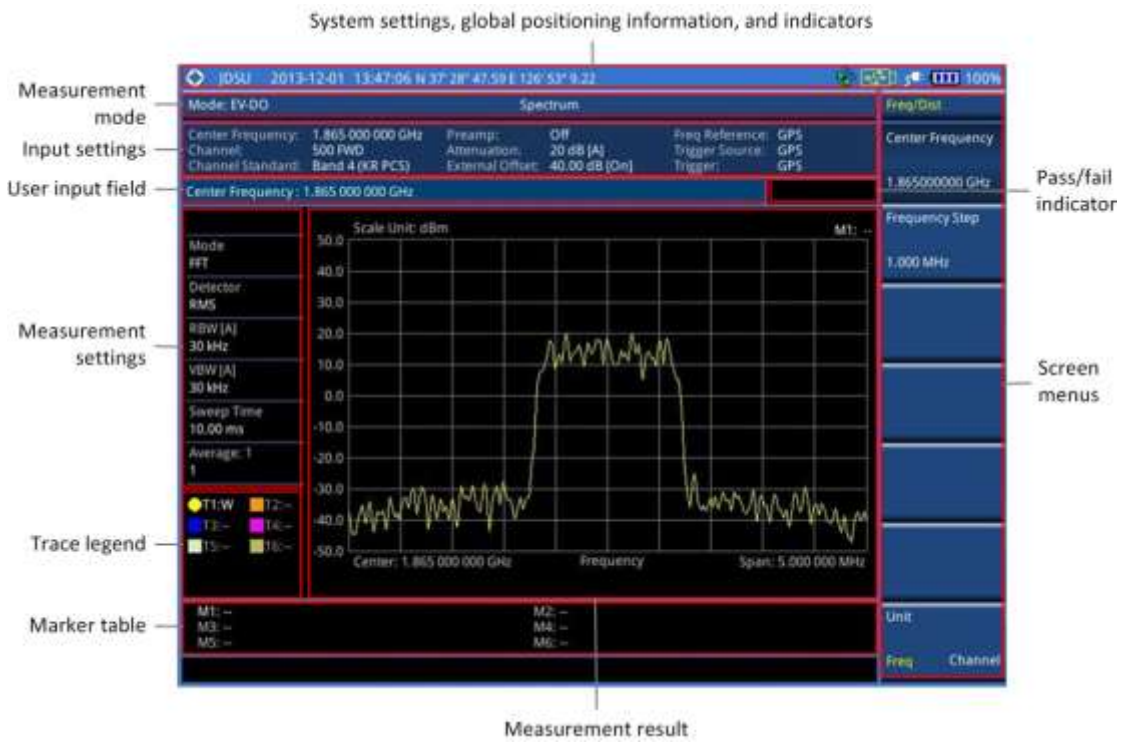 System settings, global positioning information, and indicators
JDSU 2013-12-01 13:47:06 N 37° 28" 47.59 E 126° 53" 9.22 100%
Measurement mode
Mode: EV-DO Spectrum
Freq/Dist
Input settings
Center Frequency: 1.865 000 000 GHz Preamp: Off Freq Reference: GPS
Channel: 500 FWD Attenuation: 20 dB [A] Trigger Source: GPS
Channel Standard: Band 4 (KR PCS) External Offset: 40.00 dB [On] Trigger: GPS
Center Frequency
1.865000000 GHz
User input field
Center Frequency : 1.865 000 000 GHz
Pass/fail indicator
Frequency Step
1.000 MHz
Measurement settings
Mode
FFT
Detector
RMS
RBW [A]
30 kHz
VBW [A]
30 kHz
Sweep Time
10.00 ms
Average: 1
1
Scale Unit: dBm M1: --
50.0
40.0
30.0
20.0
10.0
0.0
-10.0
-20.0
-30.0
-40.0
-50.0
Center: 1.865 000 000 GHz Frequency Span: 5.000 000 MHz
Screen menus
Trace legend
T1:W T2:--
T3:-- T4:--
T5:-- T6:--
Marker table
M1: -- M2: --
M3: -- M4: --
M5: -- M6: --
Unit
Freq Channel
Measurement result